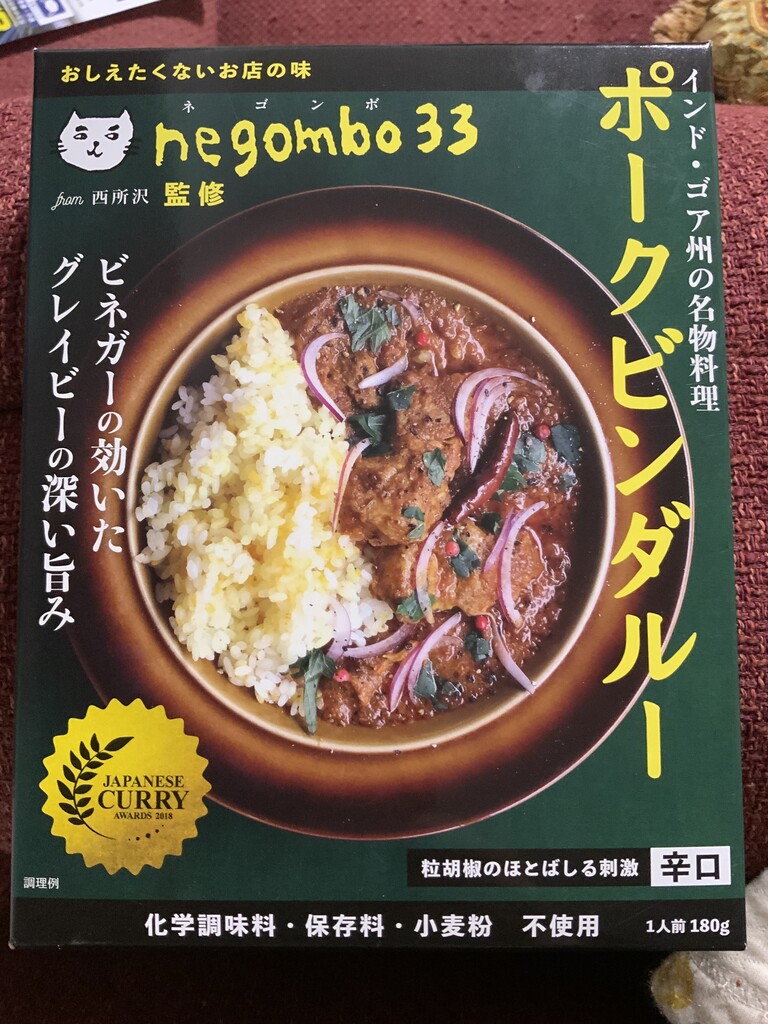 おしえたくないお店の味
ネゴンボ
negombo33
from 西所沢 監修
インド・ゴア州の名物料理
ポークビンダルー
ビネガーの効いた
グレイビーの深い旨み
JAPANESE
CURRY
AWARDS 2018
粒胡椒のほとばしる刺激 辛口
調理例
化学調味料・保存料・小麦粉 不使用
1人前 180g